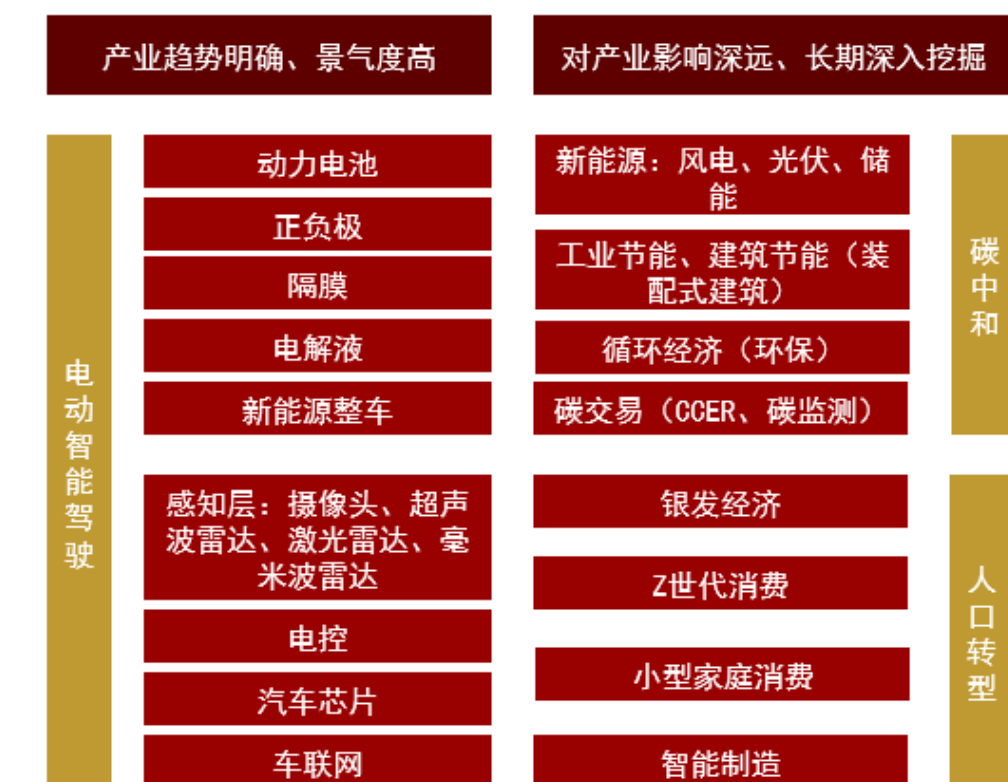 产业趋势明确、景气度高
对产业影响深远、长期深入挖掘
电动智能驾驶
动力电池
正负极
隔膜
电解液
新能源整车
感知层：摄像头、超声
波雷达、激光雷达、毫
米波雷达
电控
汽车芯片
车联网
新能源：风电、光伏、储
能
工业节能、建筑节能（装
配式建筑）
循环经济（环保）
碳交易（CCER、碳监测）
碳中和
银发经济
Z世代消费
小型家庭消费
智能制造
人口转型